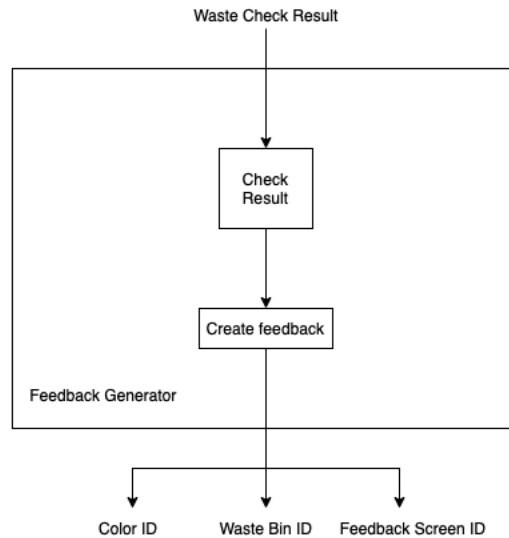 Waste Check Result
Check
Result
Create feedback
Feedback Generator
Color ID
Waste Bin ID
Feedback Screen ID